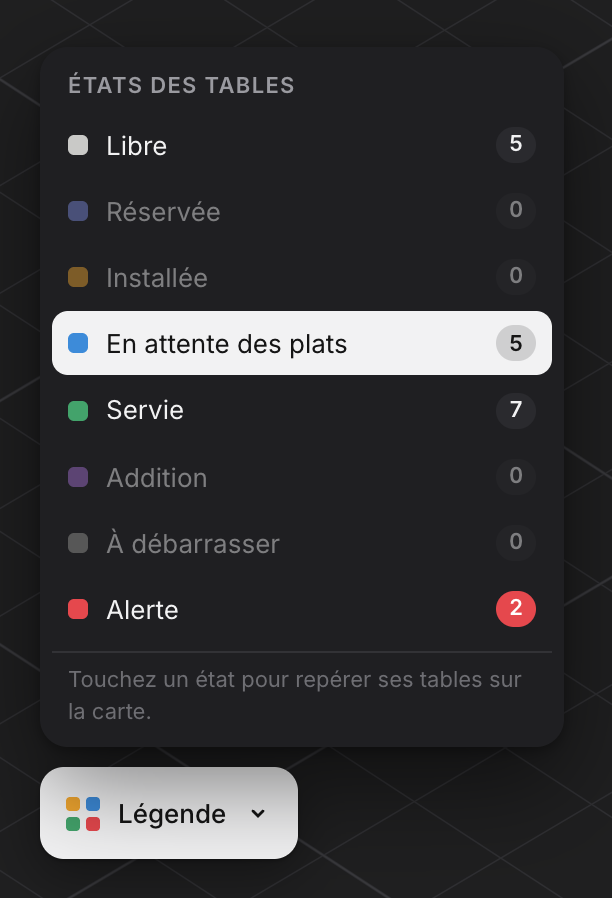 ÉTATS DES TABLES
Libre 5
Réservée 0
Installée 0
En attente des plats 5
Servie 7
Addition 0
À débarrasser 0
Alerte 2
Touchez un état pour repérer ses tables sur
la carte.
Légende